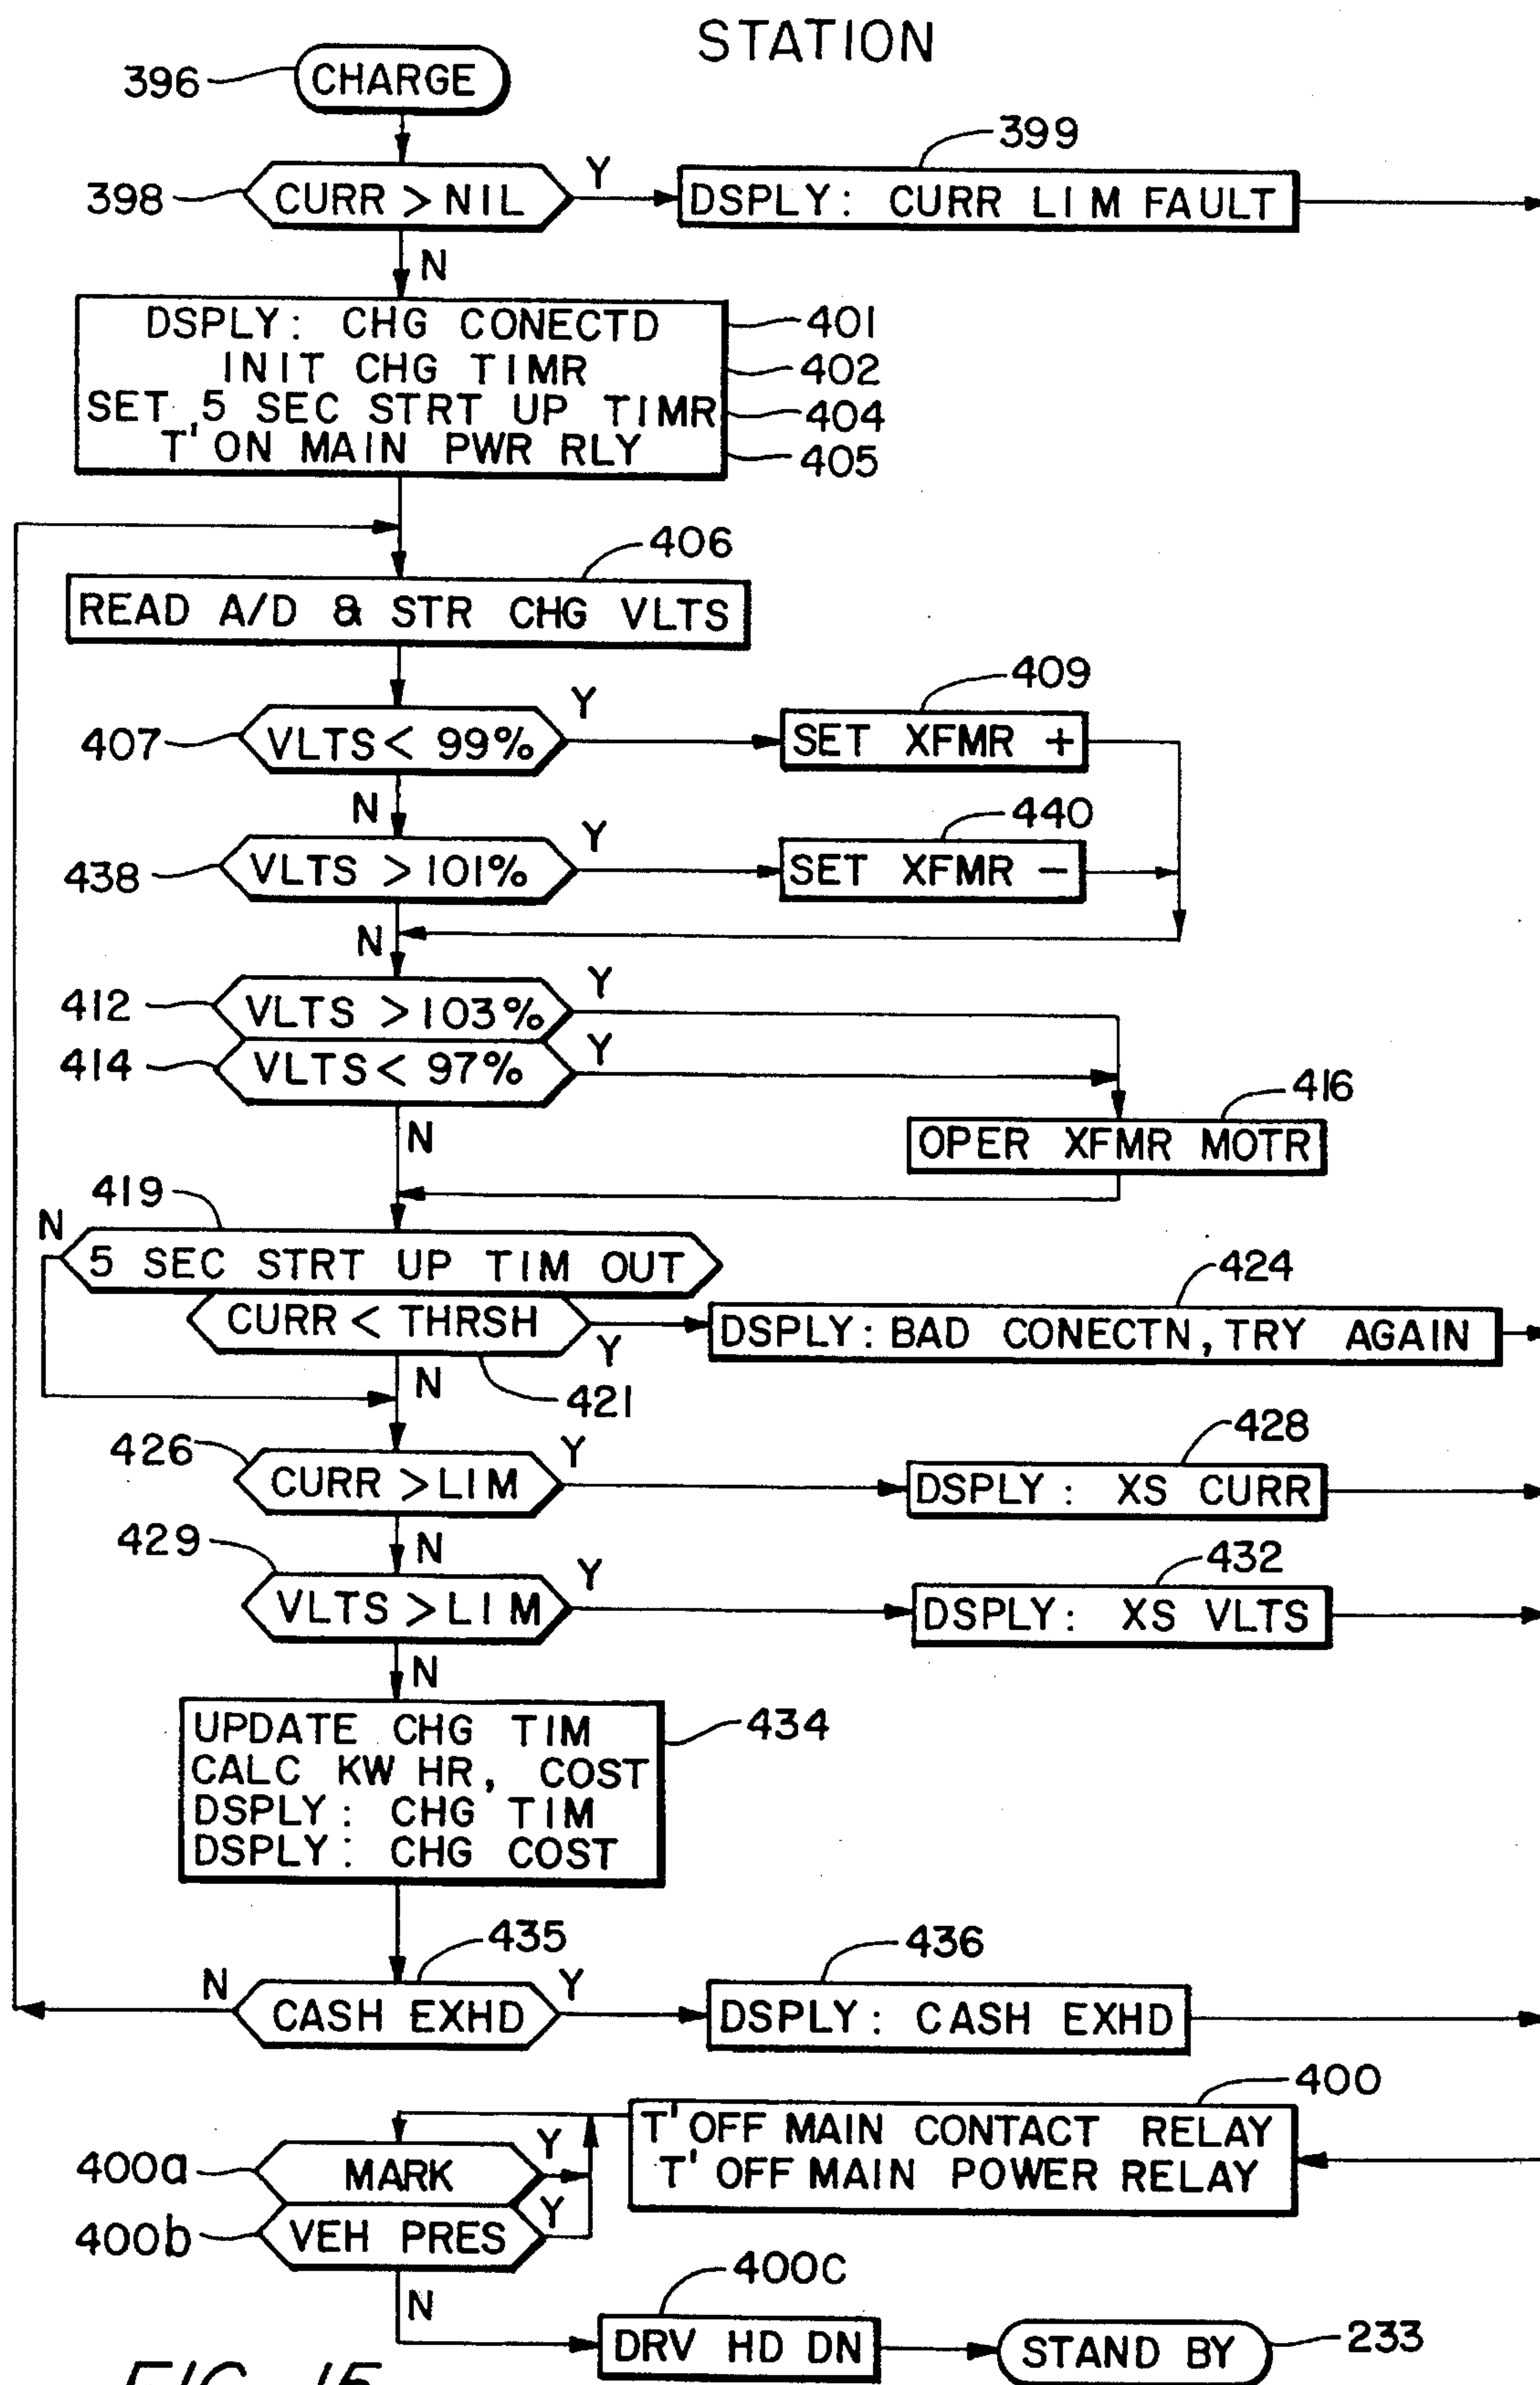 STATION
396 CHARGE
399
398 CURR > NIL Y DSPLY: CURR LIM FAULT
N
DSPLY: CHG CONECTD 401
INIT CHG TIMR 402
SET 5 SEC STRT UP TIMR 404
T' ON MAIN PWR RLY 405
406
READ A/D & STR CHG VLTS
409
407 VLTS < 99% Y SET XFMR +
N
440
438 VLTS > 101% Y SET XFMR -
N
412 VLTS > 103% Y
414 VLTS < 97% Y
416
N OPER XFMR MOTR
419
N 5 SEC STRT UP TIM OUT 424
CURR < THRSH Y DSPLY: BAD CONECTN, TRY AGAIN
N 421
428
426 CURR > LIM Y DSPLY: XS CURR
N
432
429 VLTS > LIM Y DSPLY: XS VLTS
N
UPDATE CHG TIM 434
CALC KW HR, COST
DSPLY: CHG TIM
DSPLY: CHG COST
435 436
N CASH EXHD Y DSPLY: CASH EXHD
400
T' OFF MAIN CONTACT RELAY
T' OFF MAIN POWER RELAY
400a MARK Y
400b VEH PRES Y
400C
N DRV HD DN STAND BY 233
FIG. 15